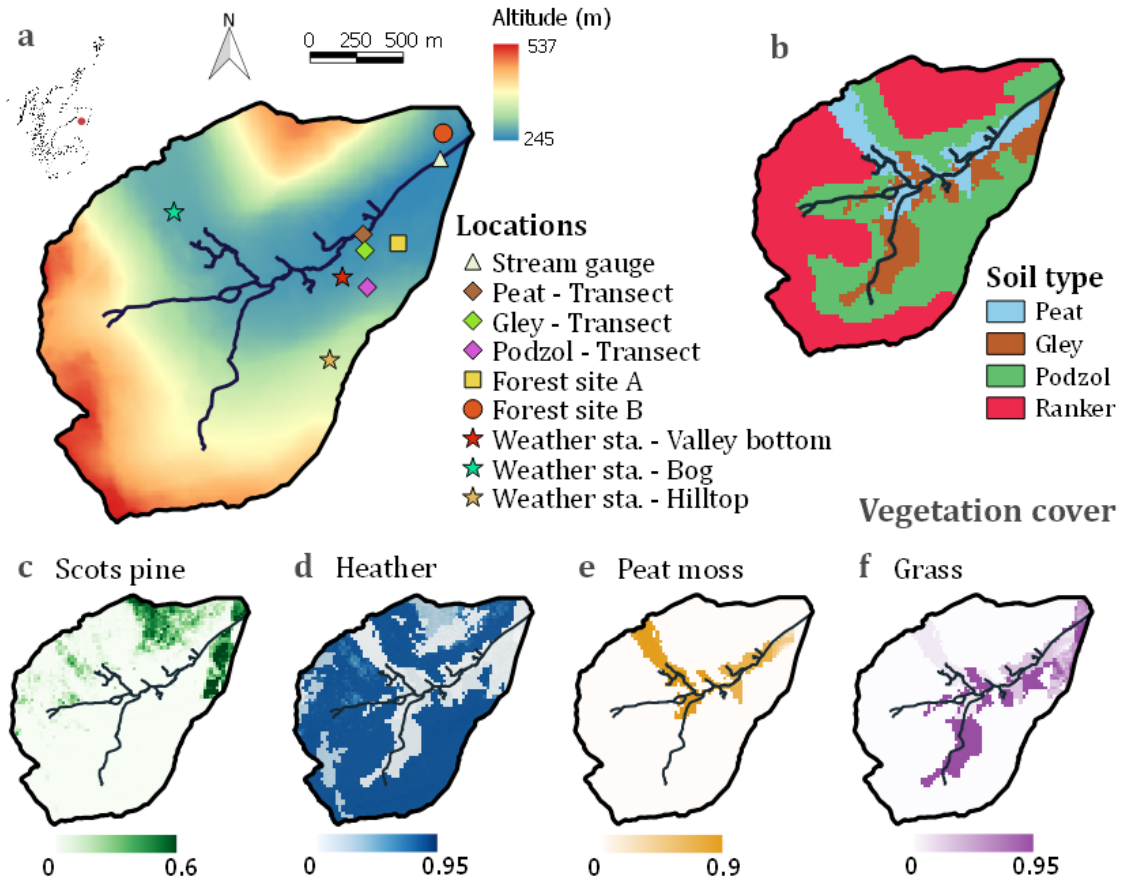 a
N
0 250 500 m
Altitude (m)
537
245
b
Locations
Stream gauge
Peat - Transect
Gley - Transect
Podzol - Transect
Forest site A
Forest site B
Weather sta. - Valley bottom
Weather sta. - Bog
Weather sta. - Hilltop
Soil type
Peat
Gley
Podzol
Ranker
Vegetation cover
c Scots pine
d Heather
e Peat moss
f Grass
0 0.6
0 0.95
0 0.9
0 0.95